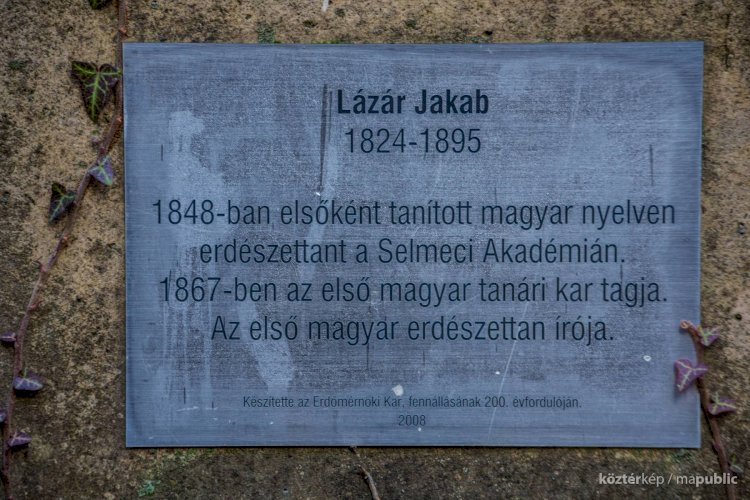 Lázár Jakab
1824-1895
1848-ban elsőként tanított magyar nyelven
erdészettant a Selmeci Akadémián.
1867-ben az első magyar tanári kar tagja.
Az első magyar erdészettan írója.
Készítette az Erdőmérnöki Kar, fennállásának 200. évfordulóján.
2008
köztérkép / mapublic